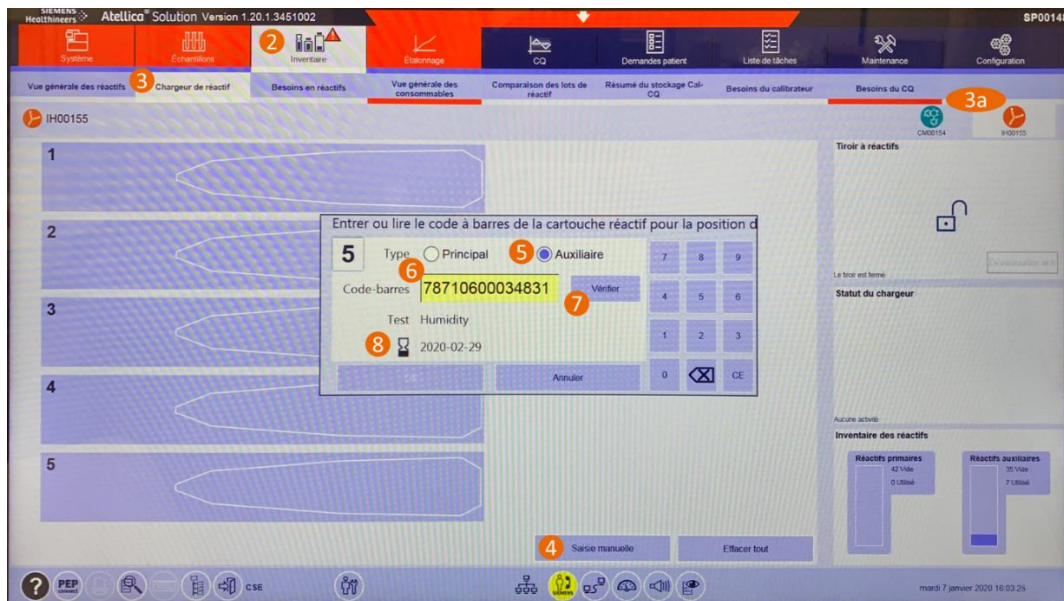 SIEMENS
Healthineers
Atellica® Solution Version 1.20.1.3451002
SP00140
Système
Échantillons
2
Inventaire
Étalonnage
CQ
Demandes patient
Liste de tâches
Maintenance
Configuration
Vue générale des réactifs
3
Chargeur de réactif
Besoins en réactifs
Vue générale des
consommables
Comparaison des lots de
réactif
Résumé du stockage Cal-
CQ
Besoins du calibrateur
Besoins du CQ
3a
IH00155
CM00154
IH00155
1
2
3
4
5
Entrer ou lire le code à barres de la cartouche réactif pour la position d
5
Type
Principal
5
Auxiliaire
6
Code-barres
78710600034831
Vérifier
7
Test
Humidity
8
2020-02-29
Annuler
7 8 9
4 5 6
1 2 3
0
CE
Tiroir à réactifs
Le tiroir est fermé
Statut du chargeur
Aucune activité
Inventaire des réactifs
Réactifs primaires
42 Vide
0 Utilisé
Réactifs auxiliaires
35 Vide
7 Utilisé
4
Saisie manuelle
Effacer tout
?
PEP
connect
CSE
SIEMENS
mardi 7 janvier 2020 16:03:25